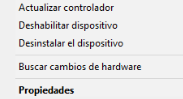 Actualizar controlador
Deshabilitar dispositivo
Desinstalar el dispositivo
Buscar cambios de hardware
Propiedades